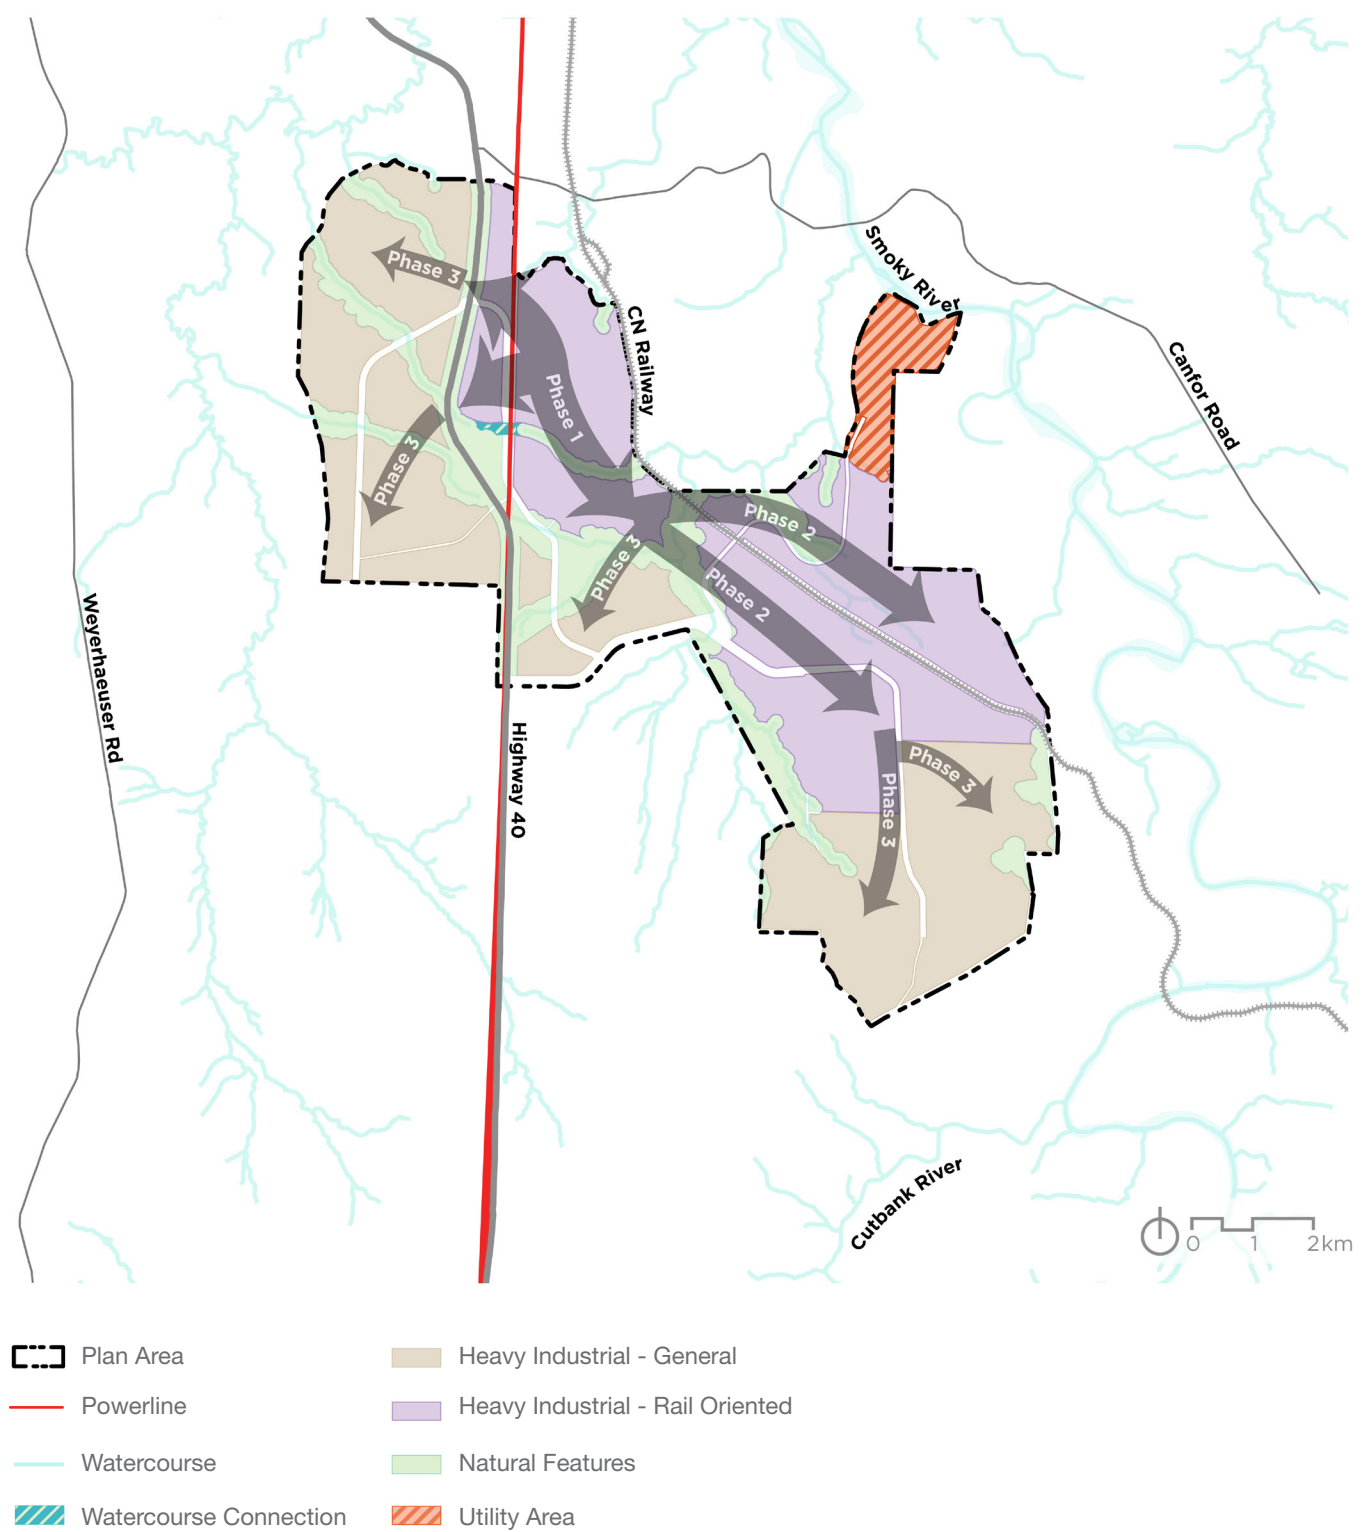 Smoky River
Phase 3
CN Railway
Canfor Road
Phase 1
Phase 3
Phase 2
Phase 3
Phase 2
Weyerhaeuser Rd
Highway 40
Phase 3
Phase 3
Cutbank River
0 1 2km
Plan Area
Powerline
Watercourse
Watercourse Connection
Heavy Industrial - General
Heavy Industrial - Rail Oriented
Natural Features
Utility Area